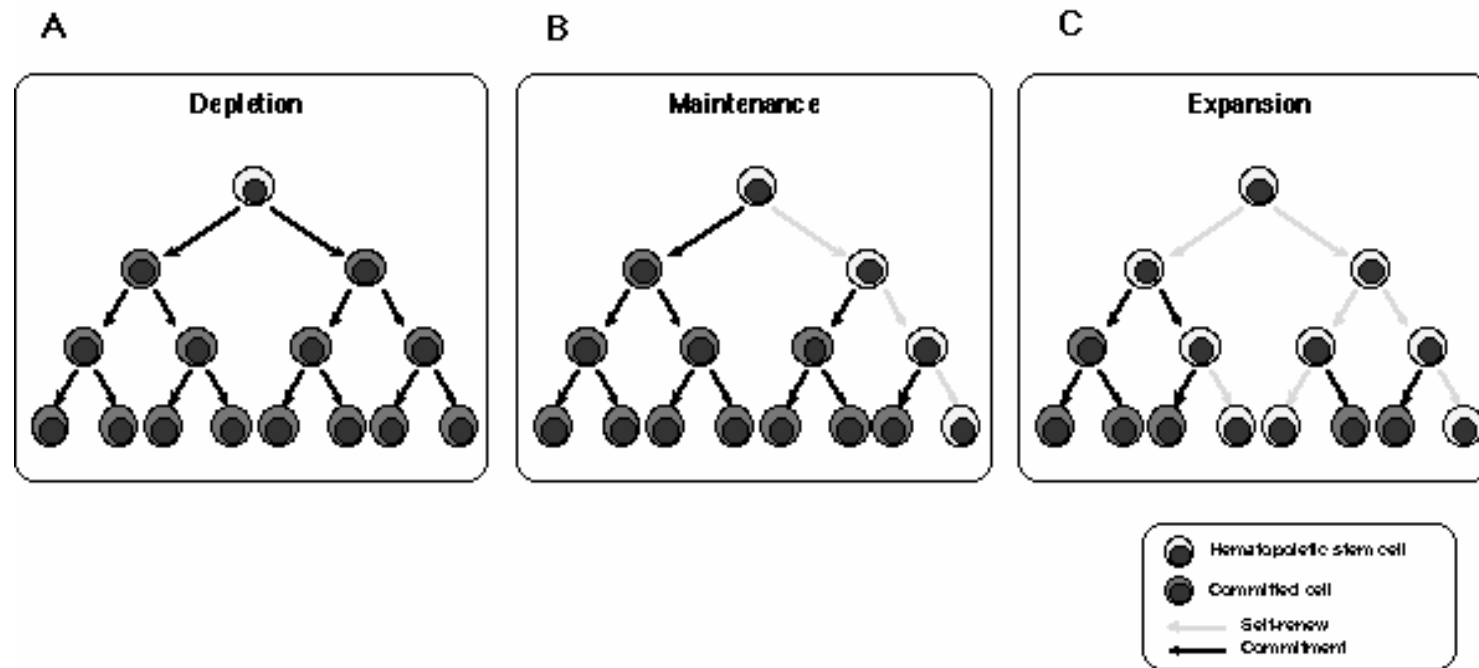 A
B
C
Depletion
Maintenance
Expansion
Hematopoietic stem cell
Committed cell
Self-renew
Commitment